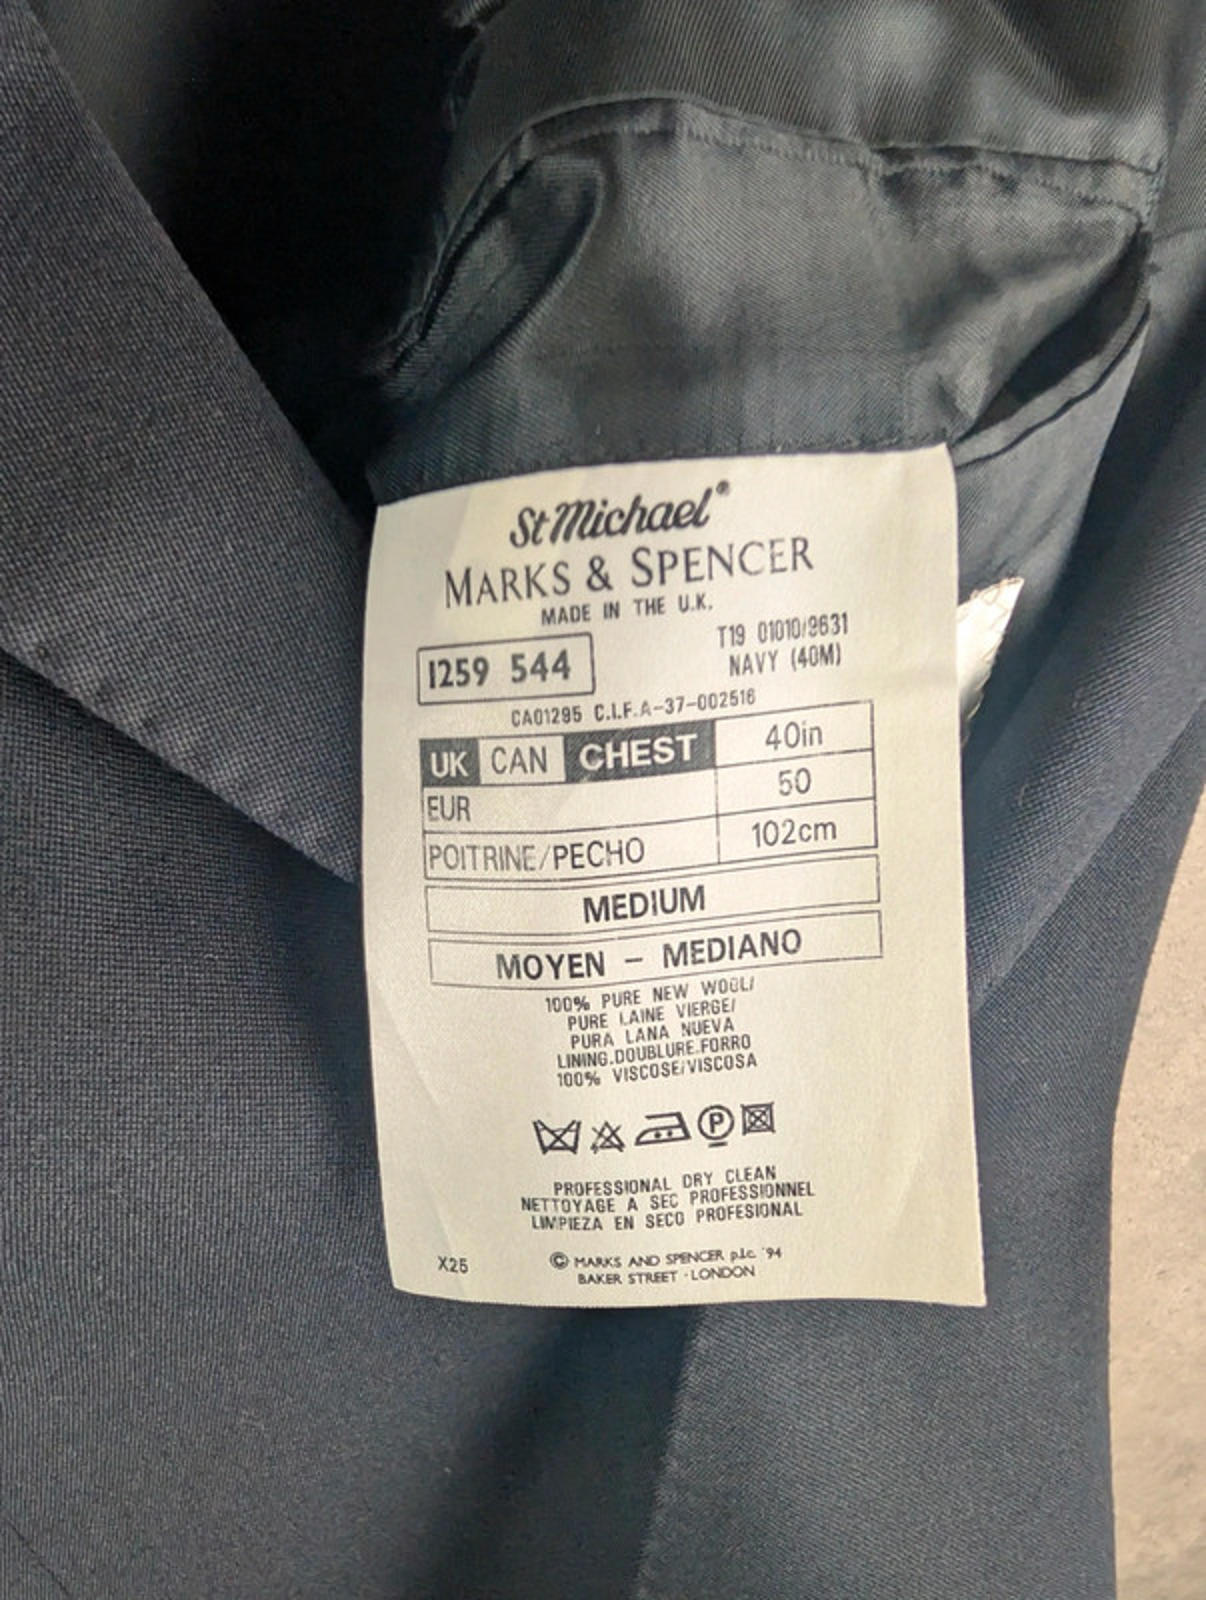 St Michael®
MARKS & SPENCER
MADE IN THE U.K.
1259 544
T19 01010/9631
NAVY (40M)
CA01295 C.I.F.A-37-002516
UK CAN CHEST 40in
EUR 50
POITRINE/PECHO 102cm
MEDIUM
MOYEN – MEDIANO
100% PURE NEW WOOL/
PURE LAINE VIERGE/
PURA LANA NUEVA
LINING.DOUBLURE.FORRO
100% VISCOSE/VISCOSA
P
PROFESSIONAL DRY CLEAN
NETTOYAGE A SEC PROFESSIONNEL
LIMPIEZA EN SECO PROFESIONAL
X25
© MARKS AND SPENCER p.l.c. '94
BAKER STREET · LONDON